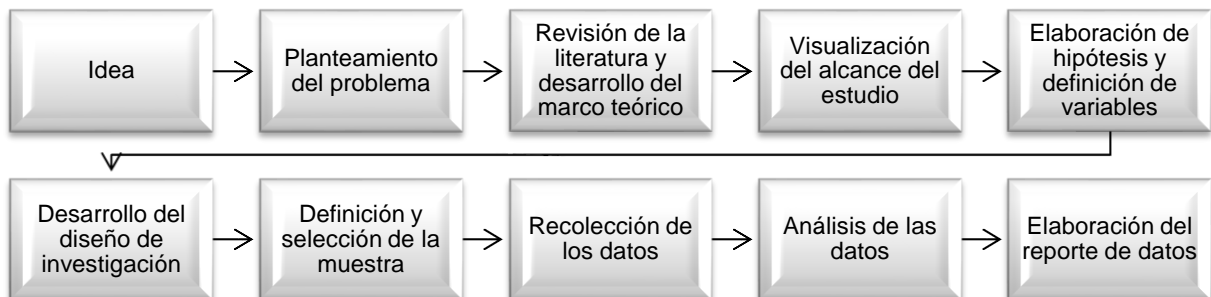 Idea
Planteamiento
del problema
Revisión de la
literatura y
desarrollo del
marco teórico
Visualización
del alcance del
estudio
Elaboración de
hipótesis y
definición de
variables
Desarrollo del
diseño de
investigación
Definición y
selección de la
muestra
Recolección de
los datos
Análisis de las
datos
Elaboración del
reporte de datos